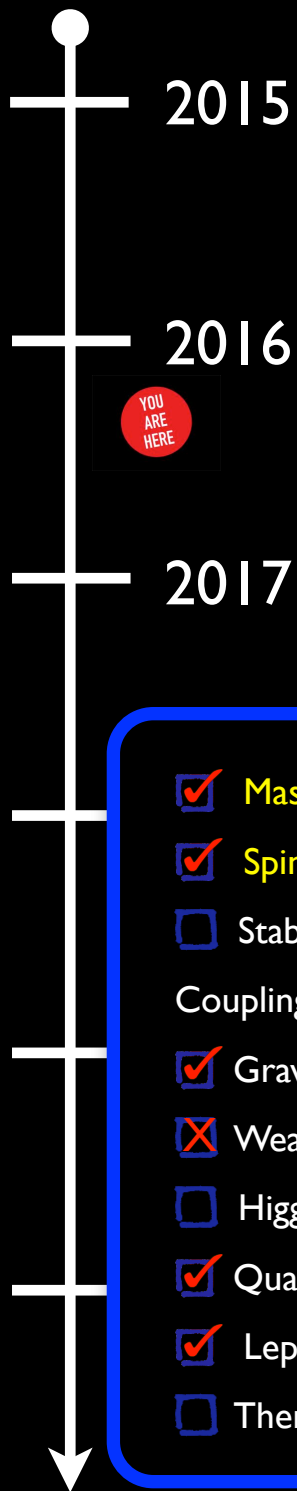 2015
2016
YOU
ARE
HERE
2017
Mas
Spin
Stab
Coupling
Grav
Wea
Higg
Qua
Lep
Ther